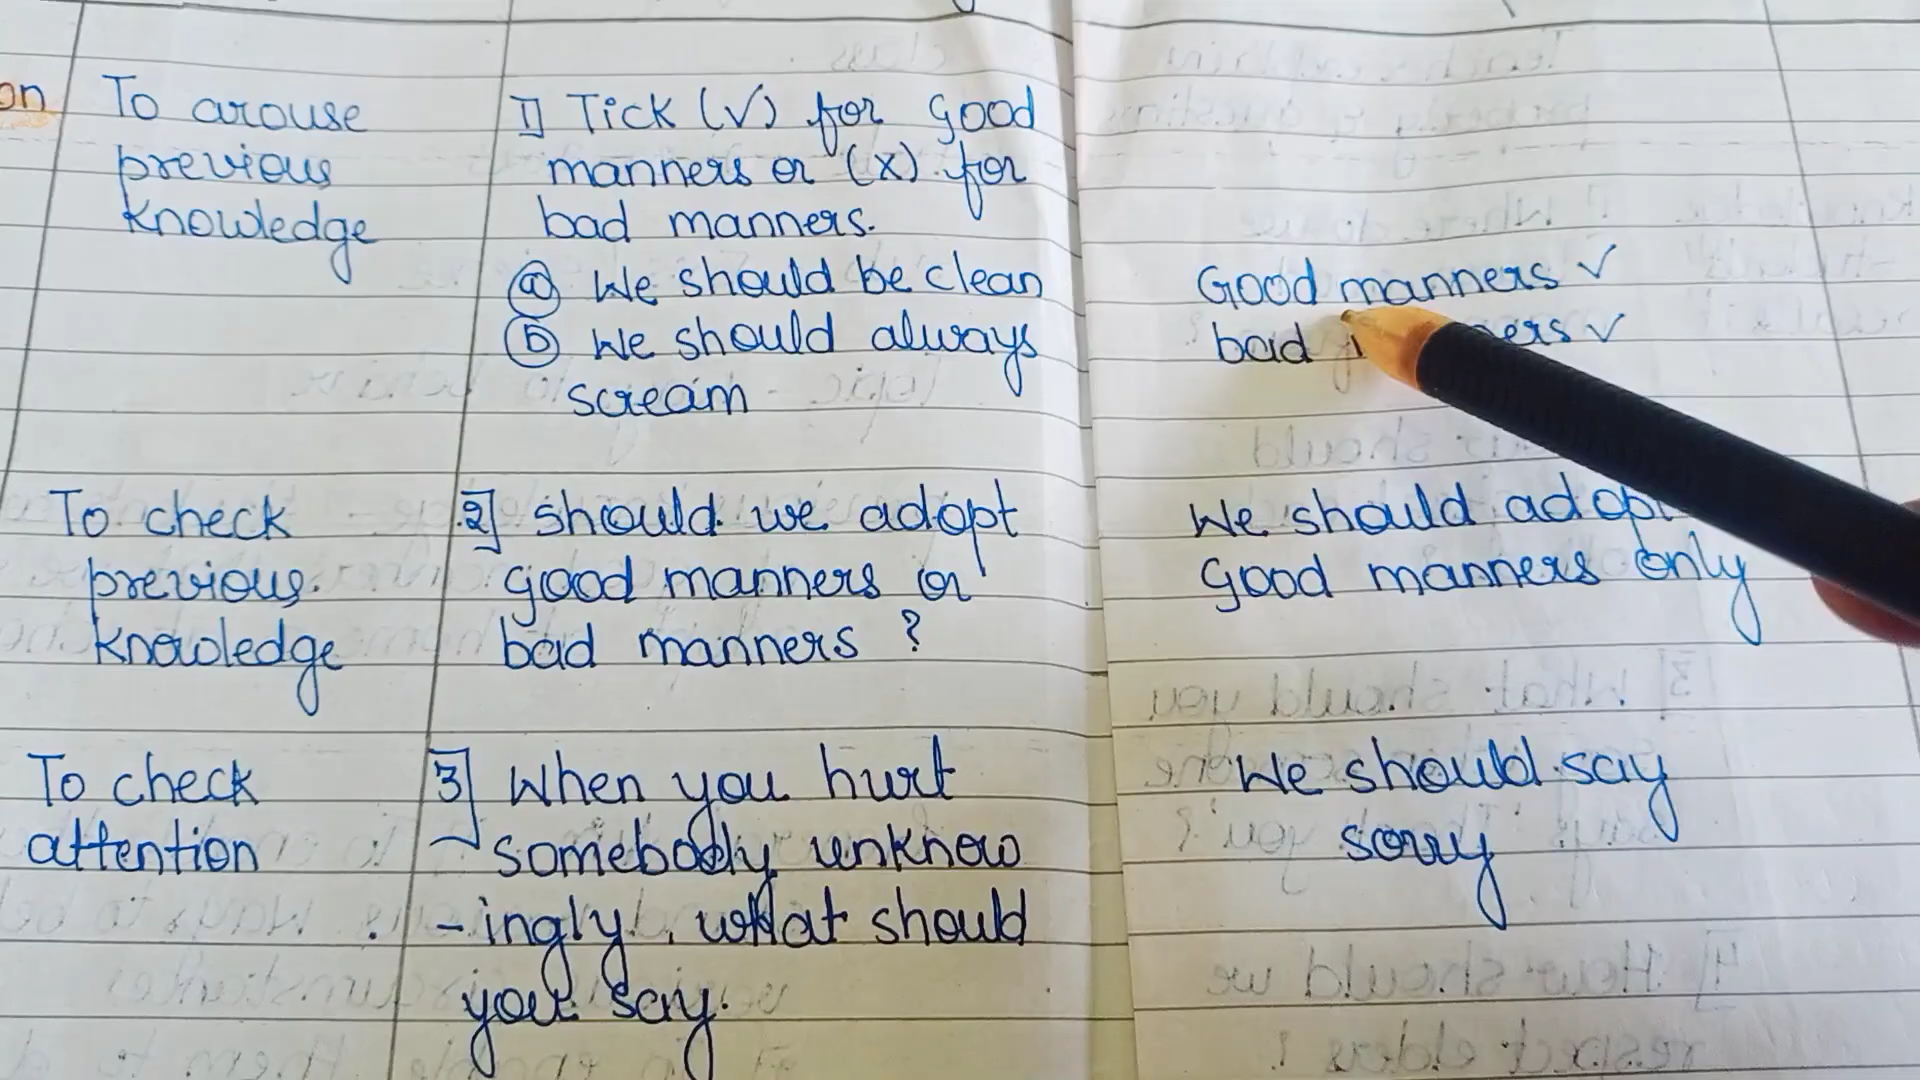 on
To arouse
previous
knowledge
1] Tick (√) for good
manners or (x) for
bad manners.
(a) We should be clean
(b) We should always
scream
Good manners ✓
bad ners ✓
To check
previous.
knowledge
2] should we adopt
good manners or
bad manners ?
We should adopt
Good manners only
To check
attention
3] When you hurt
somebody unknow
-ingly, what should
you say.
We should say
sorry